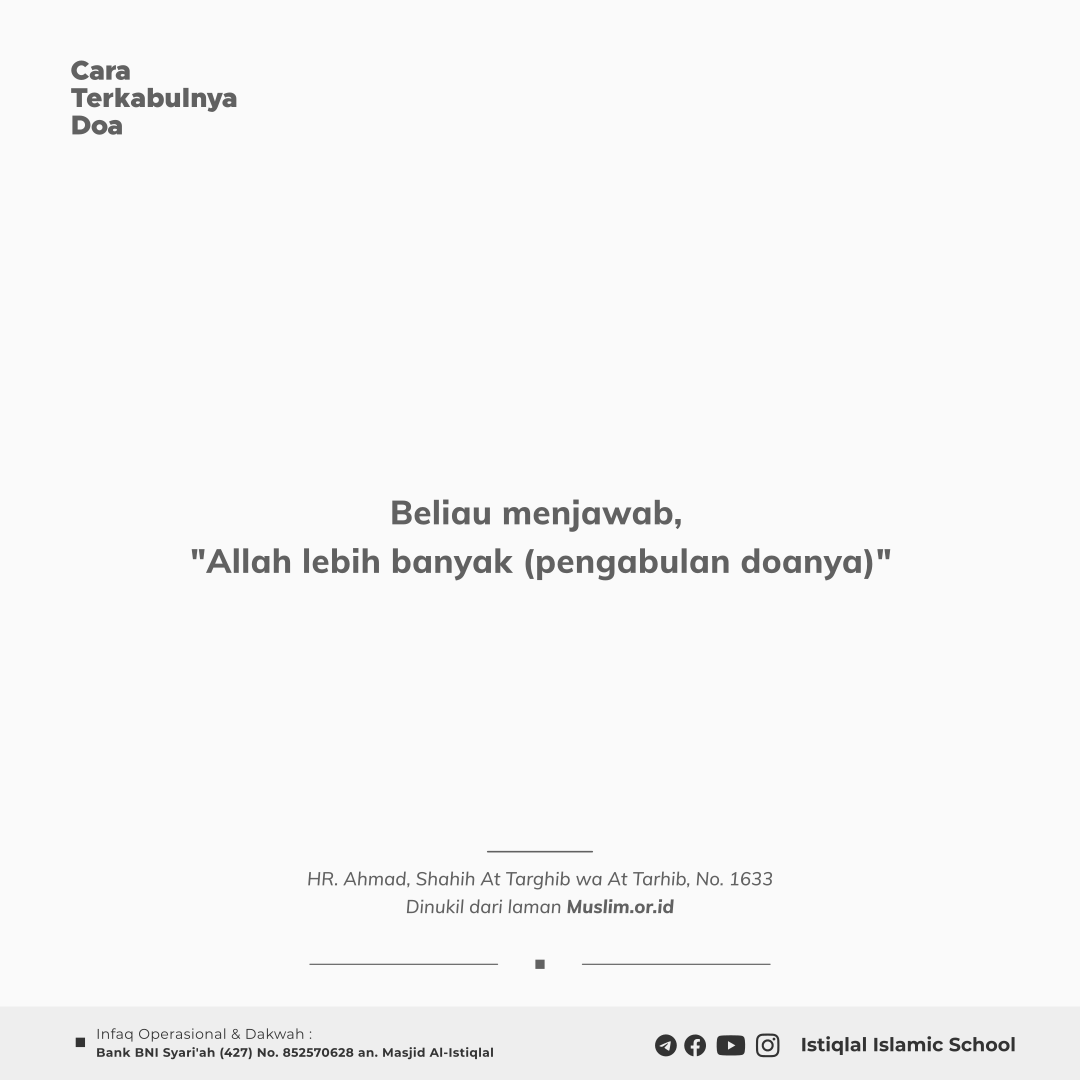 Cara
Terkabulnya
Doa
Beliau menjawab,
"Allah lebih banyak (pengabulan doanya)"
HR. Ahmad, Shahih At Targhib wa At Tarhib, No. 1633
Dinukil dari laman Muslim.or.id
Infaq Operasional & Dakwah :
Bank BNI Syari'ah (427) No. 852570628 an. Masjid Al-Istiqlal
Istiqlal Islamic School